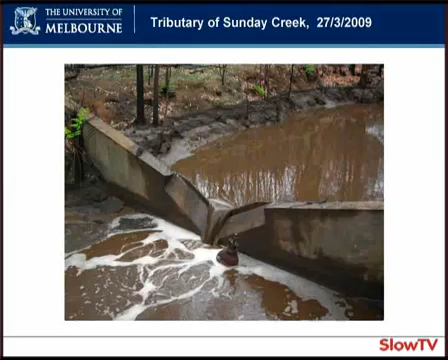 THE UNIVERSITY OF
MELBOURNE
Tributary of Sunday Creek, 27/3/2009
SlowTV